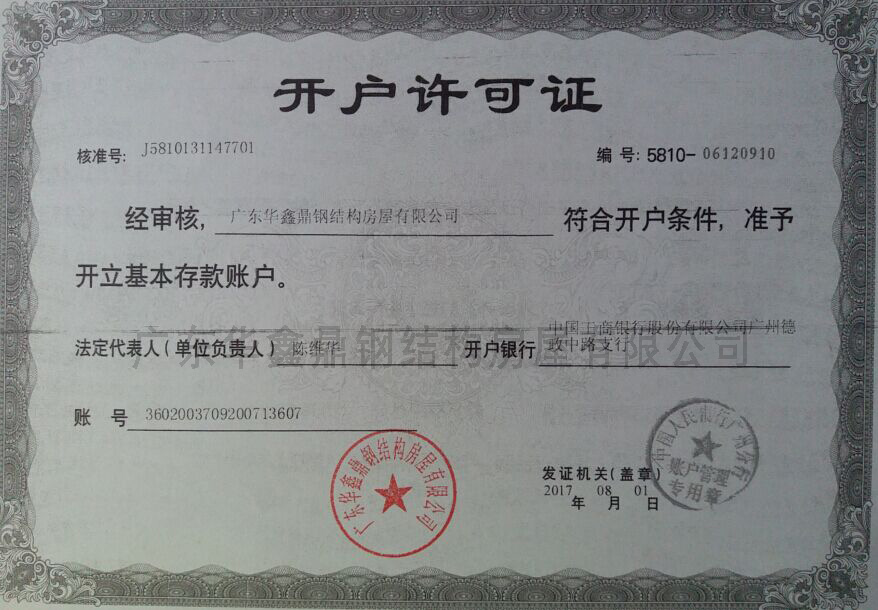 开户许可证
核准号: J5810131147701 编号: 5810-06120910
经审核, 广东华鑫鼎钢结构房屋有限公司 符合开户条件, 准予
开立基本存款账户。
广东华鑫鼎钢结构房屋有限公司
法定代表人(单位负责人) 陈维华 开户银行 中国工商银行股份有限公司广州德
政中路支行
账 号 3602003709200713607
发证机关(盖章)
2017 年 08 月 01 日
广东华鑫鼎钢结构房屋有限公司
中国人民银行广州分行
账户管理
专用章